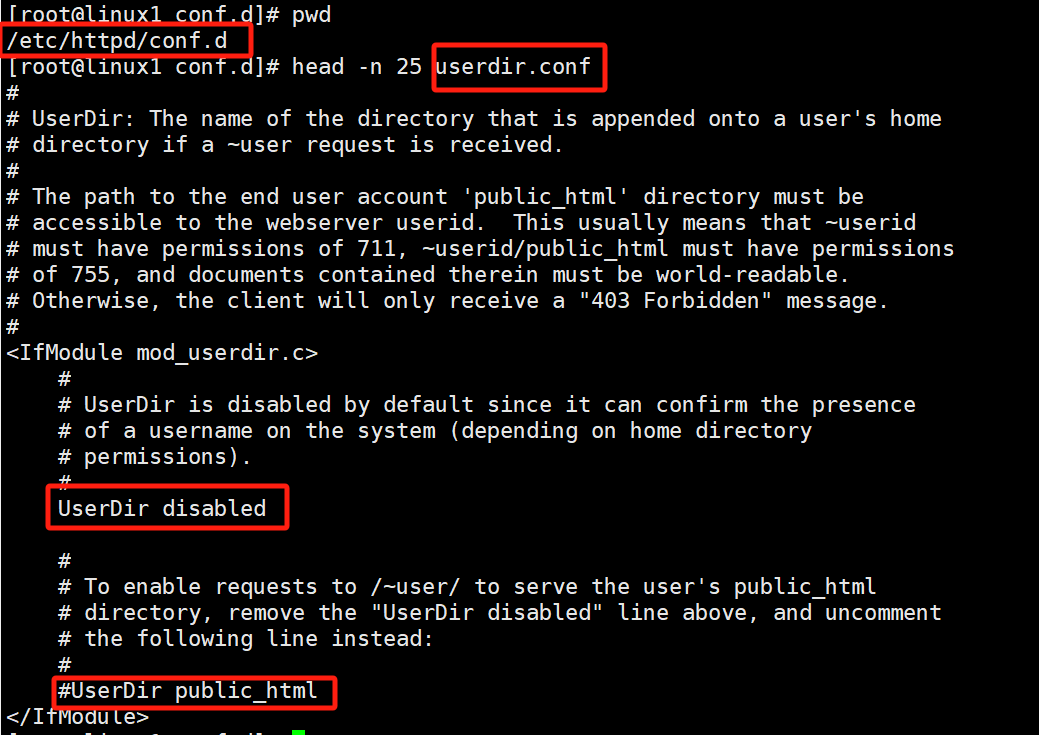 [root@linux1 conf.d]# pwd
/etc/httpd/conf.d
[root@linux1 conf.d]# head -n 25 userdir.conf
#
# UserDir: The name of the directory that is appended onto a user's home
# directory if a ~user request is received.
#
# The path to the end user account 'public_html' directory must be
# accessible to the webserver userid.  This usually means that ~userid
# must have permissions of 711, ~userid/public_html must have permissions
# of 755, and documents contained therein must be world-readable.
# Otherwise, the client will only receive a "403 Forbidden" message.
#
<IfModule mod_userdir.c>
    #
    # UserDir is disabled by default since it can confirm the presence
    # of a username on the system (depending on home directory
    # permissions).
    #
    UserDir disabled

    #
    # To enable requests to /~user/ to serve the user's public_html
    # directory, remove the "UserDir disabled" line above, and uncomment
    # the following line instead:
    #
    #UserDir public_html
</IfModule>